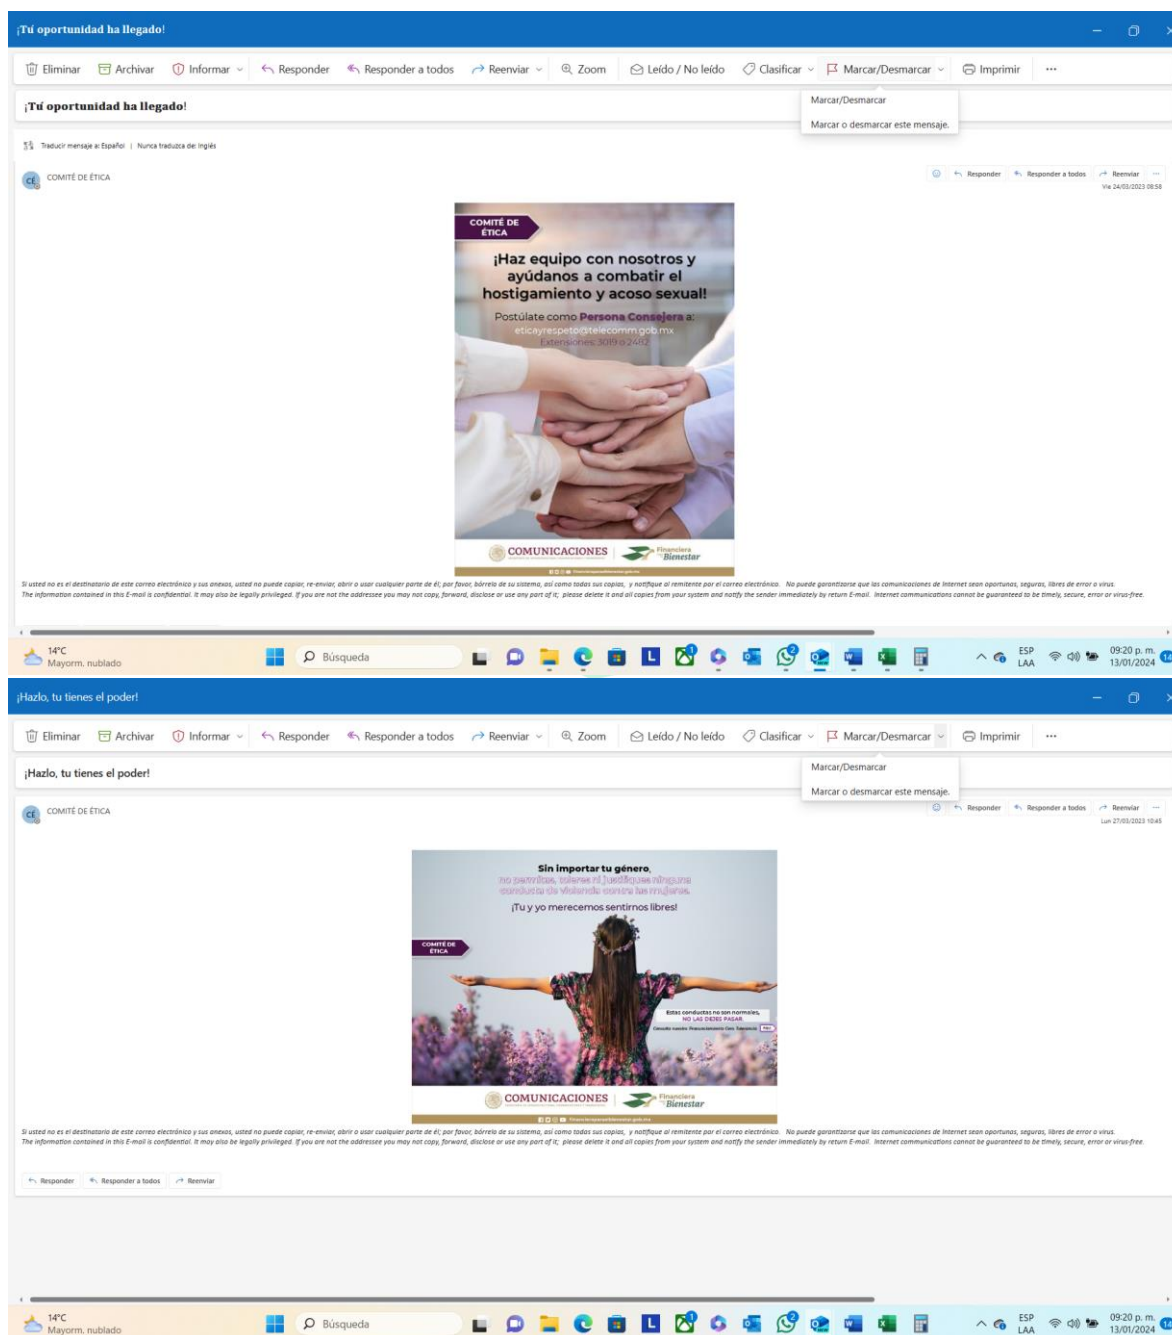 ¡Tú oportunidad ha llegado!
Eliminar Archivar Informar Responder Responder a todos Reenviar Zoom Leído / No leído Clasificar Marcar/Desmarcar Imprimir ...
¡Tú oportunidad ha llegado!
Marcar/Desmarcar
Marcar o desmarcar este mensaje.
Traducir mensaje a: Español | Nunca traduzca de: Inglés
CÉ COMITÉ DE ÉTICA
Responder Responder a todos Reenviar ...
Vie 24/03/2023 08:58
COMITÉ DE
ÉTICA
¡Haz equipo con nosotros y
ayúdanos a combatir el
hostigamiento y acoso sexual!
Postúlate como Persona Consejera a:
eticayrespeto@telecomm.gob.mx
Extensiones: 3019 o 2482
COMUNICACIONES Financiera
Bienestar
Si usted no es el destinatario de este correo electrónico y sus anexos, usted no puede copiar, re-enviar, abrir o usar cualquier parte de él; por favor, bórrelo de su sistema, así como todas sus copias, y notifique al remitente por el correo electrónico. No puede garantizarse que las comunicaciones de Internet sean oportunas, seguras, libres de error o virus.
The information contained in this E-mail is confidential. It may also be legally privileged. If you are not the addressee you may not copy, forward, disclose or use any part of it; please delete it and all copies from your system and notify the sender immediately by return E-mail. Internet communications cannot be guaranteed to be timely, secure, error or virus-free.
14°C
Mayorm. nublado
Búsqueda
ESP
LAA
09:20 p. m.
13/01/2024
¡Hazlo, tu tienes el poder!
Eliminar Archivar Informar Responder Responder a todos Reenviar Zoom Leído / No leído Clasificar Marcar/Desmarcar Imprimir ...
¡Hazlo, tu tienes el poder!
Marcar/Desmarcar
Marcar o desmarcar este mensaje.
CÉ COMITÉ DE ÉTICA
Responder Responder a todos Reenviar ...
Lun 27/03/2023 10:45
Sin importar tu género,
no permitas, toleres ni justifiques ninguna
conducta de violencia contra las mujeres.
¡Tu y yo merecemos sentirnos libres!
COMITÉ DE
ÉTICA
Estas conductas no son normales,
NO LAS DEJES PASAR.
COMUNICACIONES Financiera
Bienestar
Si usted no es el destinatario de este correo electrónico y sus anexos, usted no puede copiar, re-enviar, abrir o usar cualquier parte de él; por favor, bórrelo de su sistema, así como todas sus copias, y notifique al remitente por el correo electrónico. No puede garantizarse que las comunicaciones de Internet sean oportunas, seguras, libres de error o virus.
The information contained in this E-mail is confidential. It may also be legally privileged. If you are not the addressee you may not copy, forward, disclose or use any part of it; please delete it and all copies from your system and notify the sender immediately by return E-mail. Internet communications cannot be guaranteed to be timely, secure, error or virus-free.
Responder Responder a todos Reenviar
14°C
Mayorm. nublado
Búsqueda
ESP
LAA
09:20 p. m.
13/01/2024